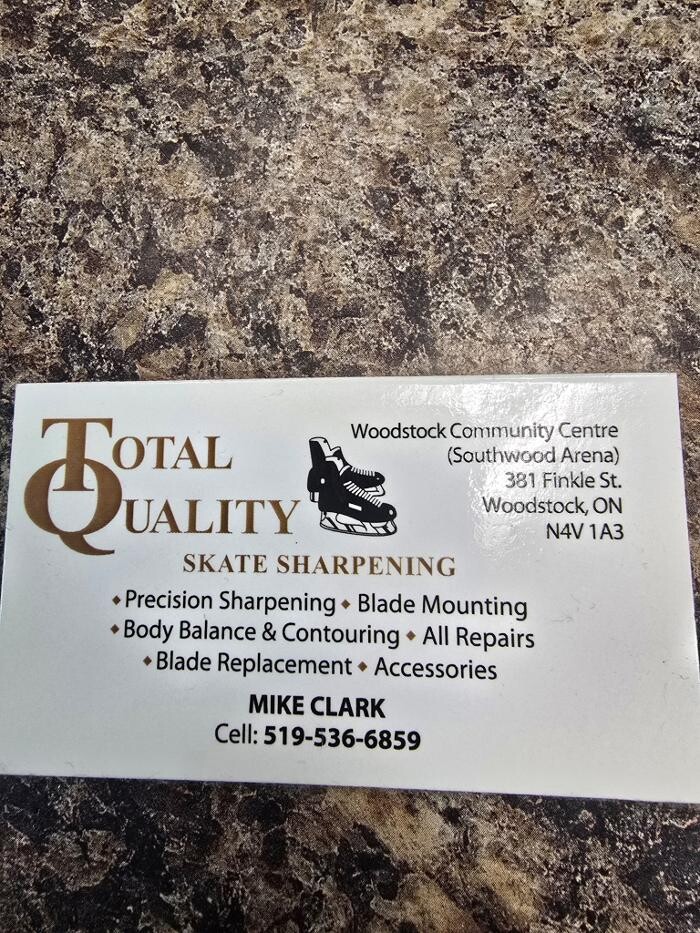 TOTAL
QUALITY
SKATE SHARPENING
Woodstock Community Centre
(Southwood Arena)
381 Finkle St.
Woodstock, ON
N4V 1A3
• Precision Sharpening • Blade Mounting
• Body Balance & Contouring • All Repairs
• Blade Replacement • Accessories
MIKE CLARK
Cell: 519-536-6859